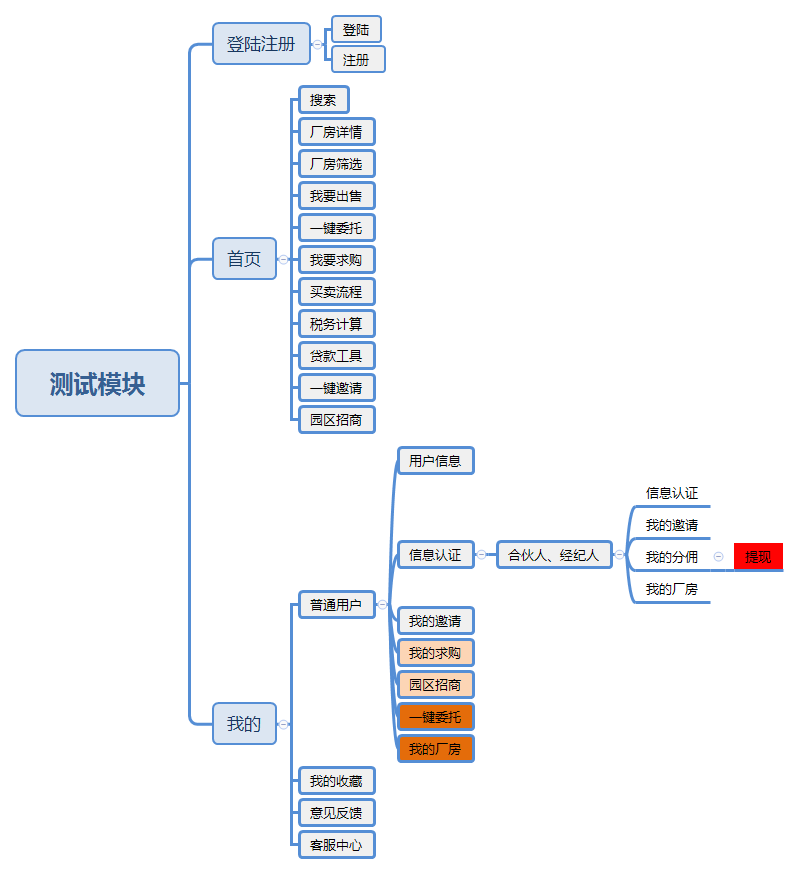 测试模块
登陆注册
登陆
注册
首页
搜索
厂房详情
厂房筛选
我要出售
一键委托
我要求购
买卖流程
税务计算
贷款工具
一键邀请
园区招商
我的
普通用户
用户信息
信息认证
合伙人、经纪人
信息认证
我的邀请
我的分佣
提现
我的厂房
我的邀请
我的求购
园区招商
一键委托
我的厂房
我的收藏
意见反馈
客服中心